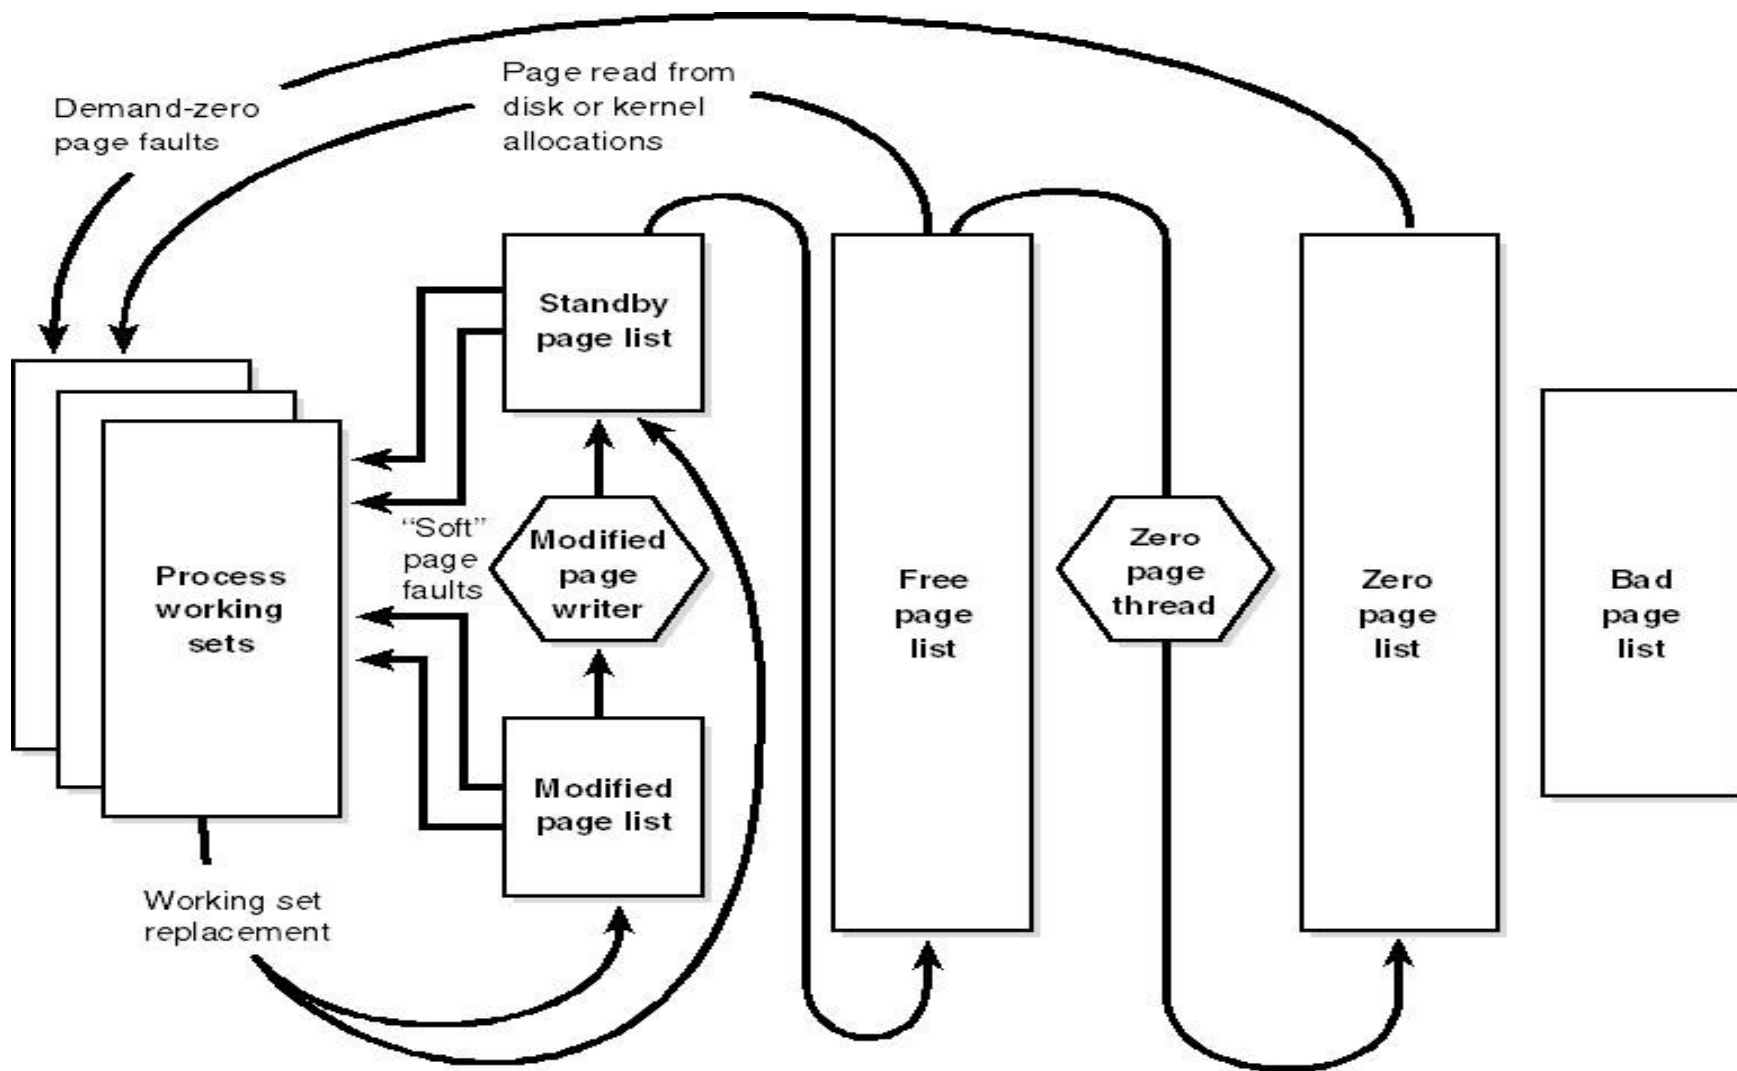 Page read from
disk or kernel
allocations
Demand-zero
page faults
Standby
page list
"Soft"
page
faults
Modified
page
writer
Zero
page
thread
Process
working
sets
Free
page
list
Zero
page
list
Bad
page
list
Modified
page list
Working set
replacement